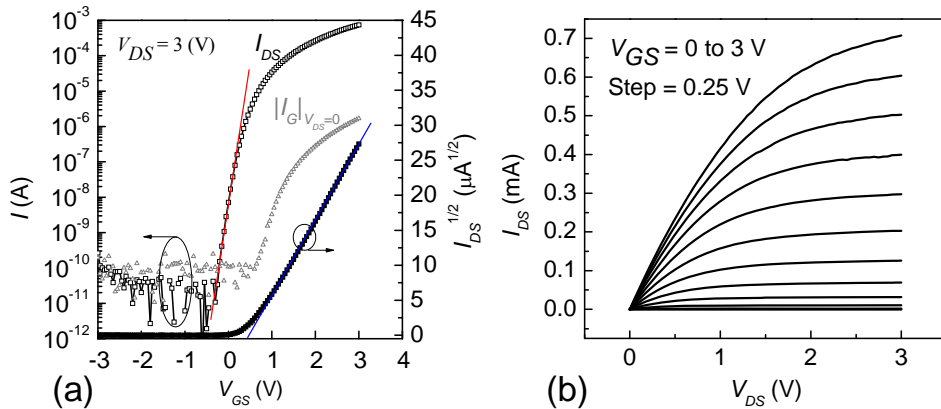 V_DS = 3 (V)
I_DS
|I_G|_V_DS=0
I (A)
10^-3
10^-4
10^-5
10^-6
10^-7
10^-8
10^-9
10^-10
10^-11
10^-12
45
40
35
30
25
20
15
10
5
0
I_DS^1/2 (μA^1/2)
-3 -2 -1 0 1 2 3 4
V_GS (V)
(a)
V_GS = 0 to 3 V
Step = 0.25 V
I_DS (mA)
0.7
0.6
0.5
0.4
0.3
0.2
0.1
0.0
0 1 2 3
V_DS (V)
(b)